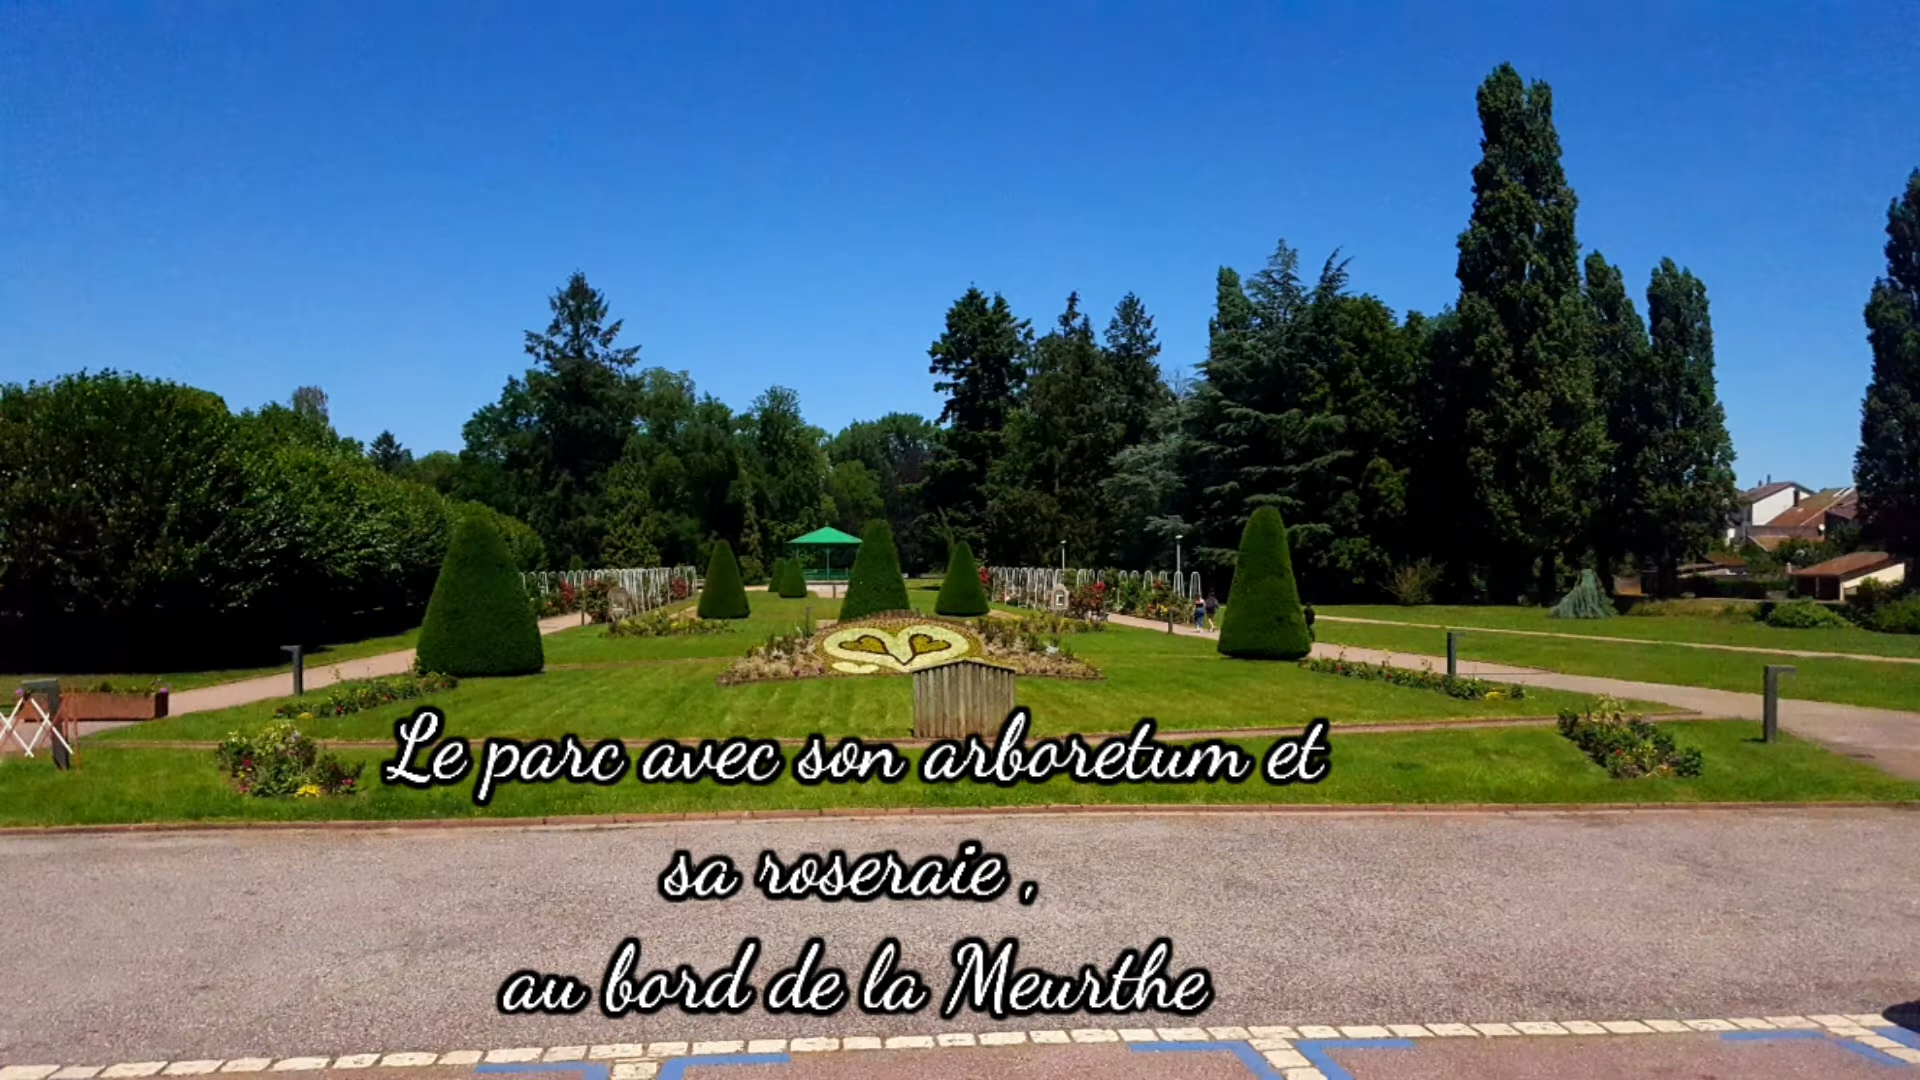 Le parc avec son arboretum et
sa roseraie ,
au bord de la Meurthe